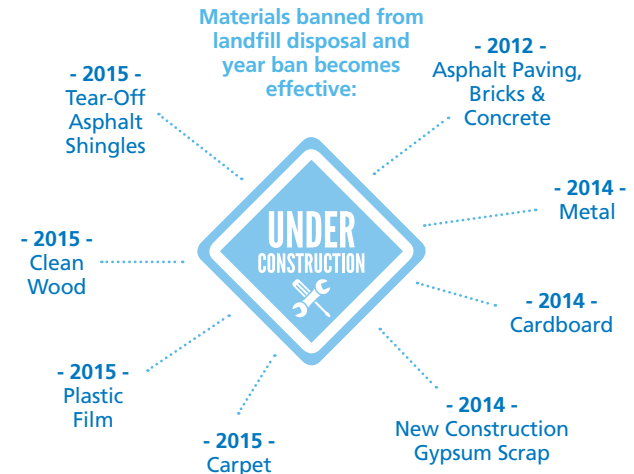 Materials banned from
landfill disposal and
year ban becomes
effective:
- 2012 -
Asphalt Paving,
Bricks &
Concrete
- 2014 -
Metal
- 2014 -
Cardboard
- 2014 -
New Construction
Gypsum Scrap
- 2015 -
Carpet
- 2015 -
Plastic
Film
- 2015 -
Clean
Wood
- 2015 -
Tear-Off
Asphalt
Shingles
UNDER
CONSTRUCTION